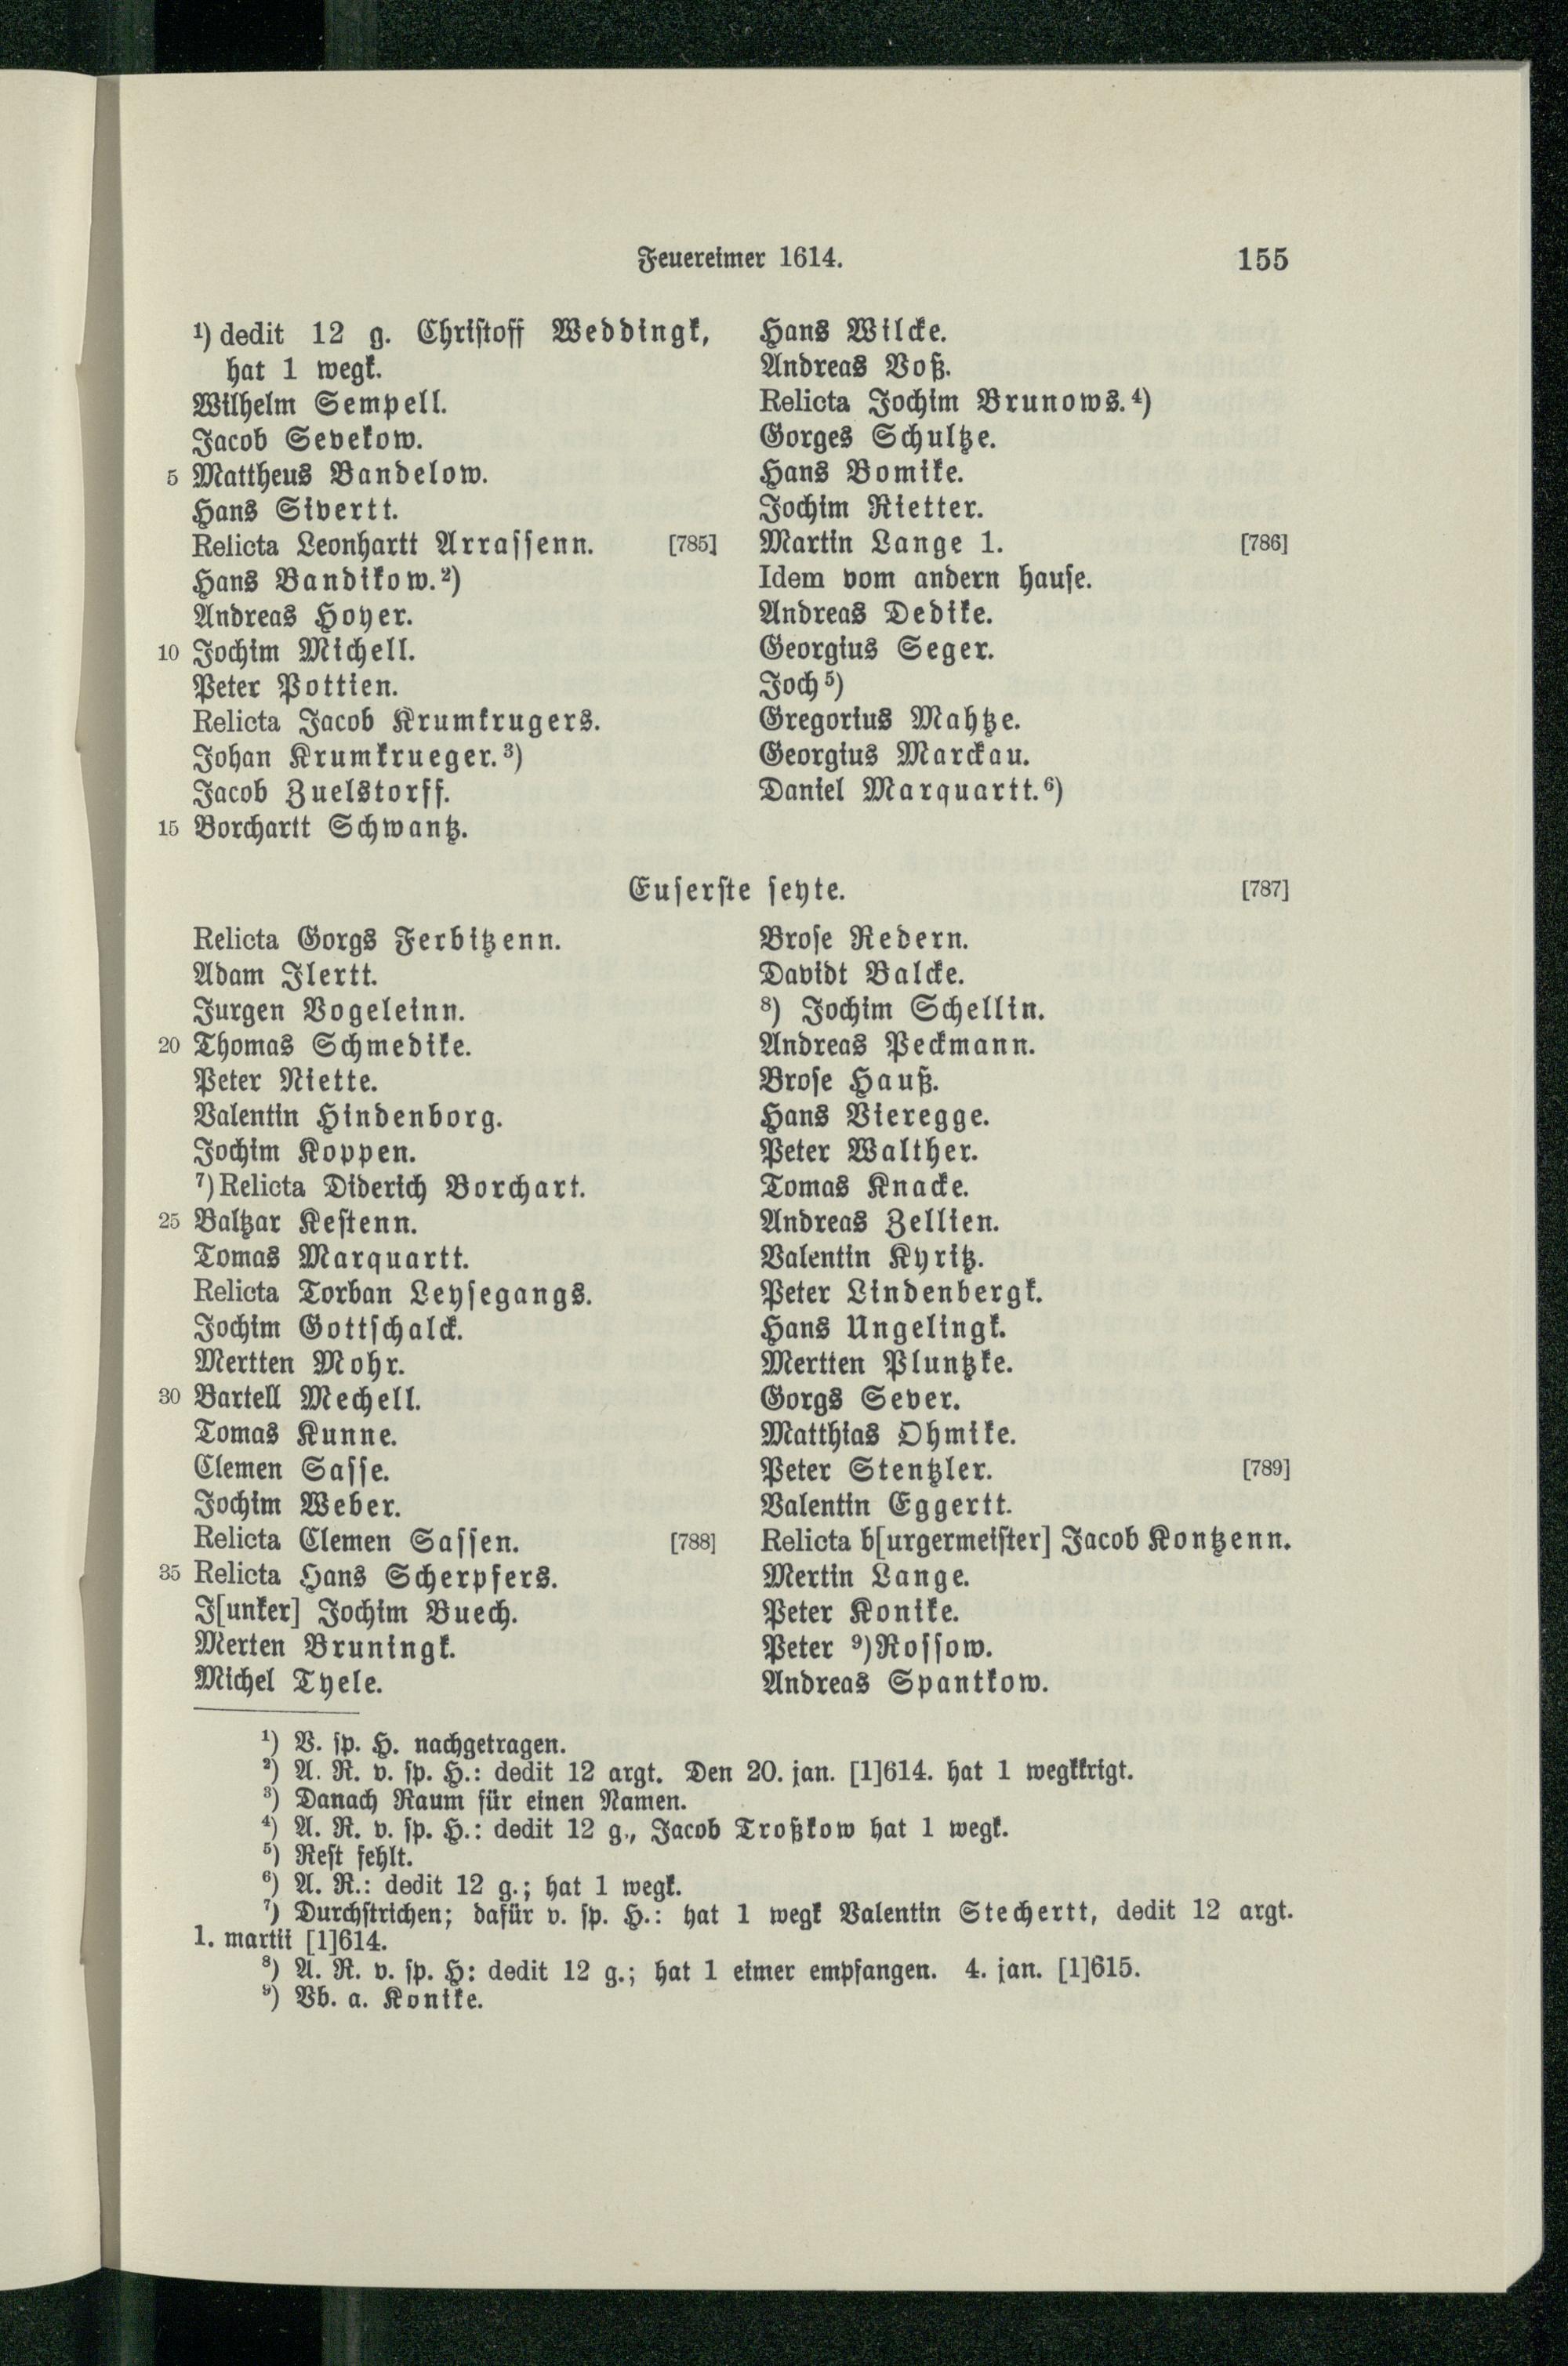 Feuereimer 1614. 155
¹) dedit 12 g. Christoff Weddingk,
hat 1 wegk.
Wilhelm Sempell.
Jacob Sevekow.
5 Mattheus Bandelow.
Hans Sivertt.
Relicta Leonhartt Arrassenn. [785]
Hans Bandikow.²)
Andreas Hoyer.
10 Jochim Michell.
Peter Pottien.
Relicta Jacob Krumkrugers.
Johan Krumkrueger.³)
Jacob Zuelstorff.
15 Borchartt Schwantz.
Hans Wilcke.
Andreas Voß.
Relicta Jochim Brunows.⁴)
Gorges Schultze.
Hans Bomike.
Jochim Rietter.
Martin Lange 1. [786]
Idem vom andern hause.
Andreas Dedike.
Georgius Seger.
Joch⁵)
Gregorius Mahtze.
Georgius Marckau.
Daniel Marquartt.⁶)
Euserste seyte. [787]
Relicta Gorgs Ferbitzenn.
Adam Ilertt.
Jurgen Vogeleinn.
20 Thomas Schmedike.
Peter Niette.
Valentin Hindenborg.
Jochim Koppen.
⁷) Relicta Diderich Borchart.
25 Baltzar Kestenn.
Tomas Marquartt.
Relicta Torban Leysegangs.
Jochim Gottschalck.
Mertten Mohr.
30 Bartell Mechell.
Tomas Kunne.
Clemen Sasse.
Jochim Weber.
Relicta Clemen Sassen. [788]
35 Relicta Hans Scherpfers.
J[unker] Jochim Buech.
Merten Bruningk.
Michel Tyele.
Brose Redern.
Davidt Balcke.
⁸) Jochim Schellin.
Andreas Peckmann.
Brose Hauß.
Hans Vieregge.
Peter Walther.
Tomas Knacke.
Andreas Zellien.
Valentin Kyritz.
Peter Lindenbergk.
Hans Ungelingk.
Mertten Pluntzke.
Gorgs Sever.
Matthias Ohmike.
Peter Stentzler. [789]
Valentin Eggertt.
Relicta b[urgermeister] Jacob Kontzenn.
Mertin Lange.
Peter Konike.
Peter ⁹) Rossow.
Andreas Spantkow.
¹) V. sp. H. nachgetragen.
²) A. R. v. sp. H.: dedit 12 argt. Den 20. jan. [1]614. hat 1 wegkkrigt.
³) Danach Raum für einen Namen.
⁴) A. R. v. sp. H.: dedit 12 g., Jacob Troßkow hat 1 wegk.
⁵) Rest fehlt.
⁶) A. R.: dedit 12 g.; hat 1 wegk.
⁷) Durchstrichen; dafür v. sp. H.: hat 1 wegk Valentin Stechertt, dedit 12 argt.
1. martii [1]614.
⁸) A. R. v. sp. H: dedit 12 g.; hat 1 eimer empfangen. 4. jan. [1]615.
⁹) Vb. a. Konike.